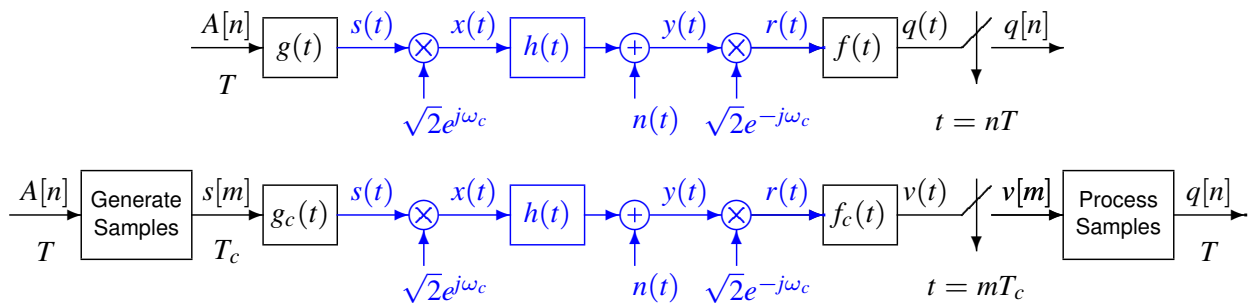 A[n] s(t) x(t) y(t) r(t) q(t) q[n]
g(t) × h(t) + × f(t)
T
√2e^{jω_c} n(t) √2e^{−jω_c} t = nT
A[n] s[m] s(t) x(t) y(t) r(t) v(t) v[m] q[n]
Generate Samples g_c(t) × h(t) + × f_c(t) Process Samples
T T_c T
√2e^{jω_c} n(t) √2e^{−jω_c} t = mT_c